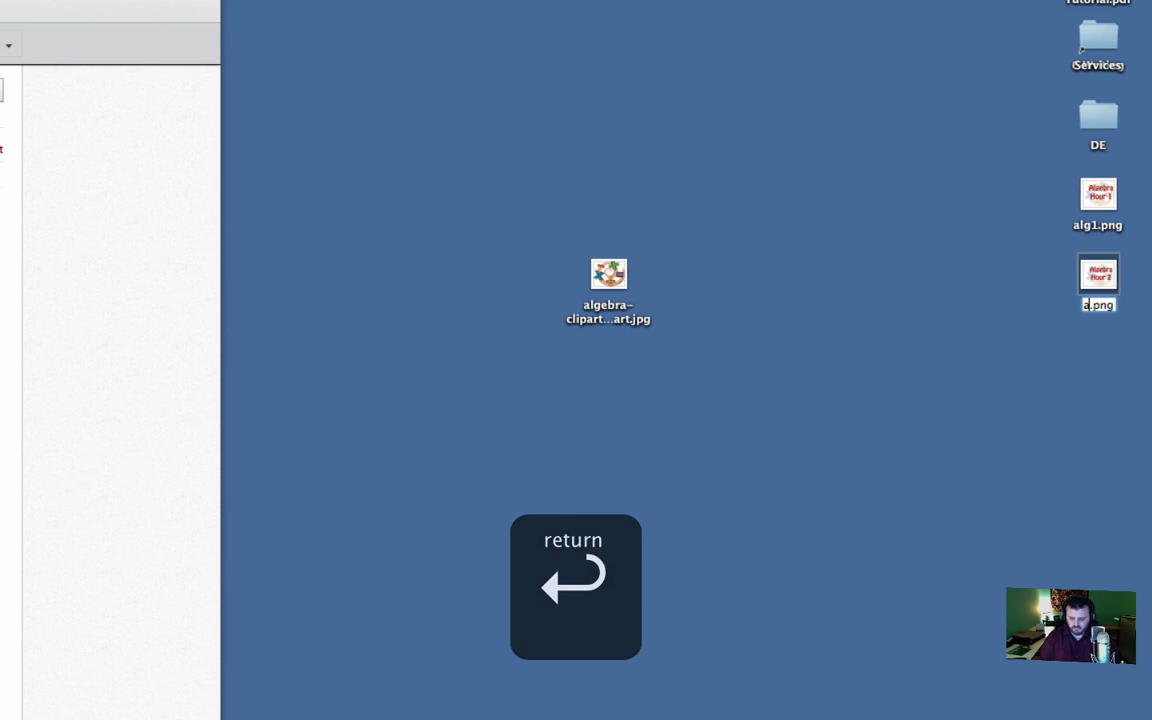 Tutorial.pdf
Services
DE
t
Algebra
Hour 1
alg1.png
Algebra
Hour 2
a.png
algebra-
clipart...art.jpg
return